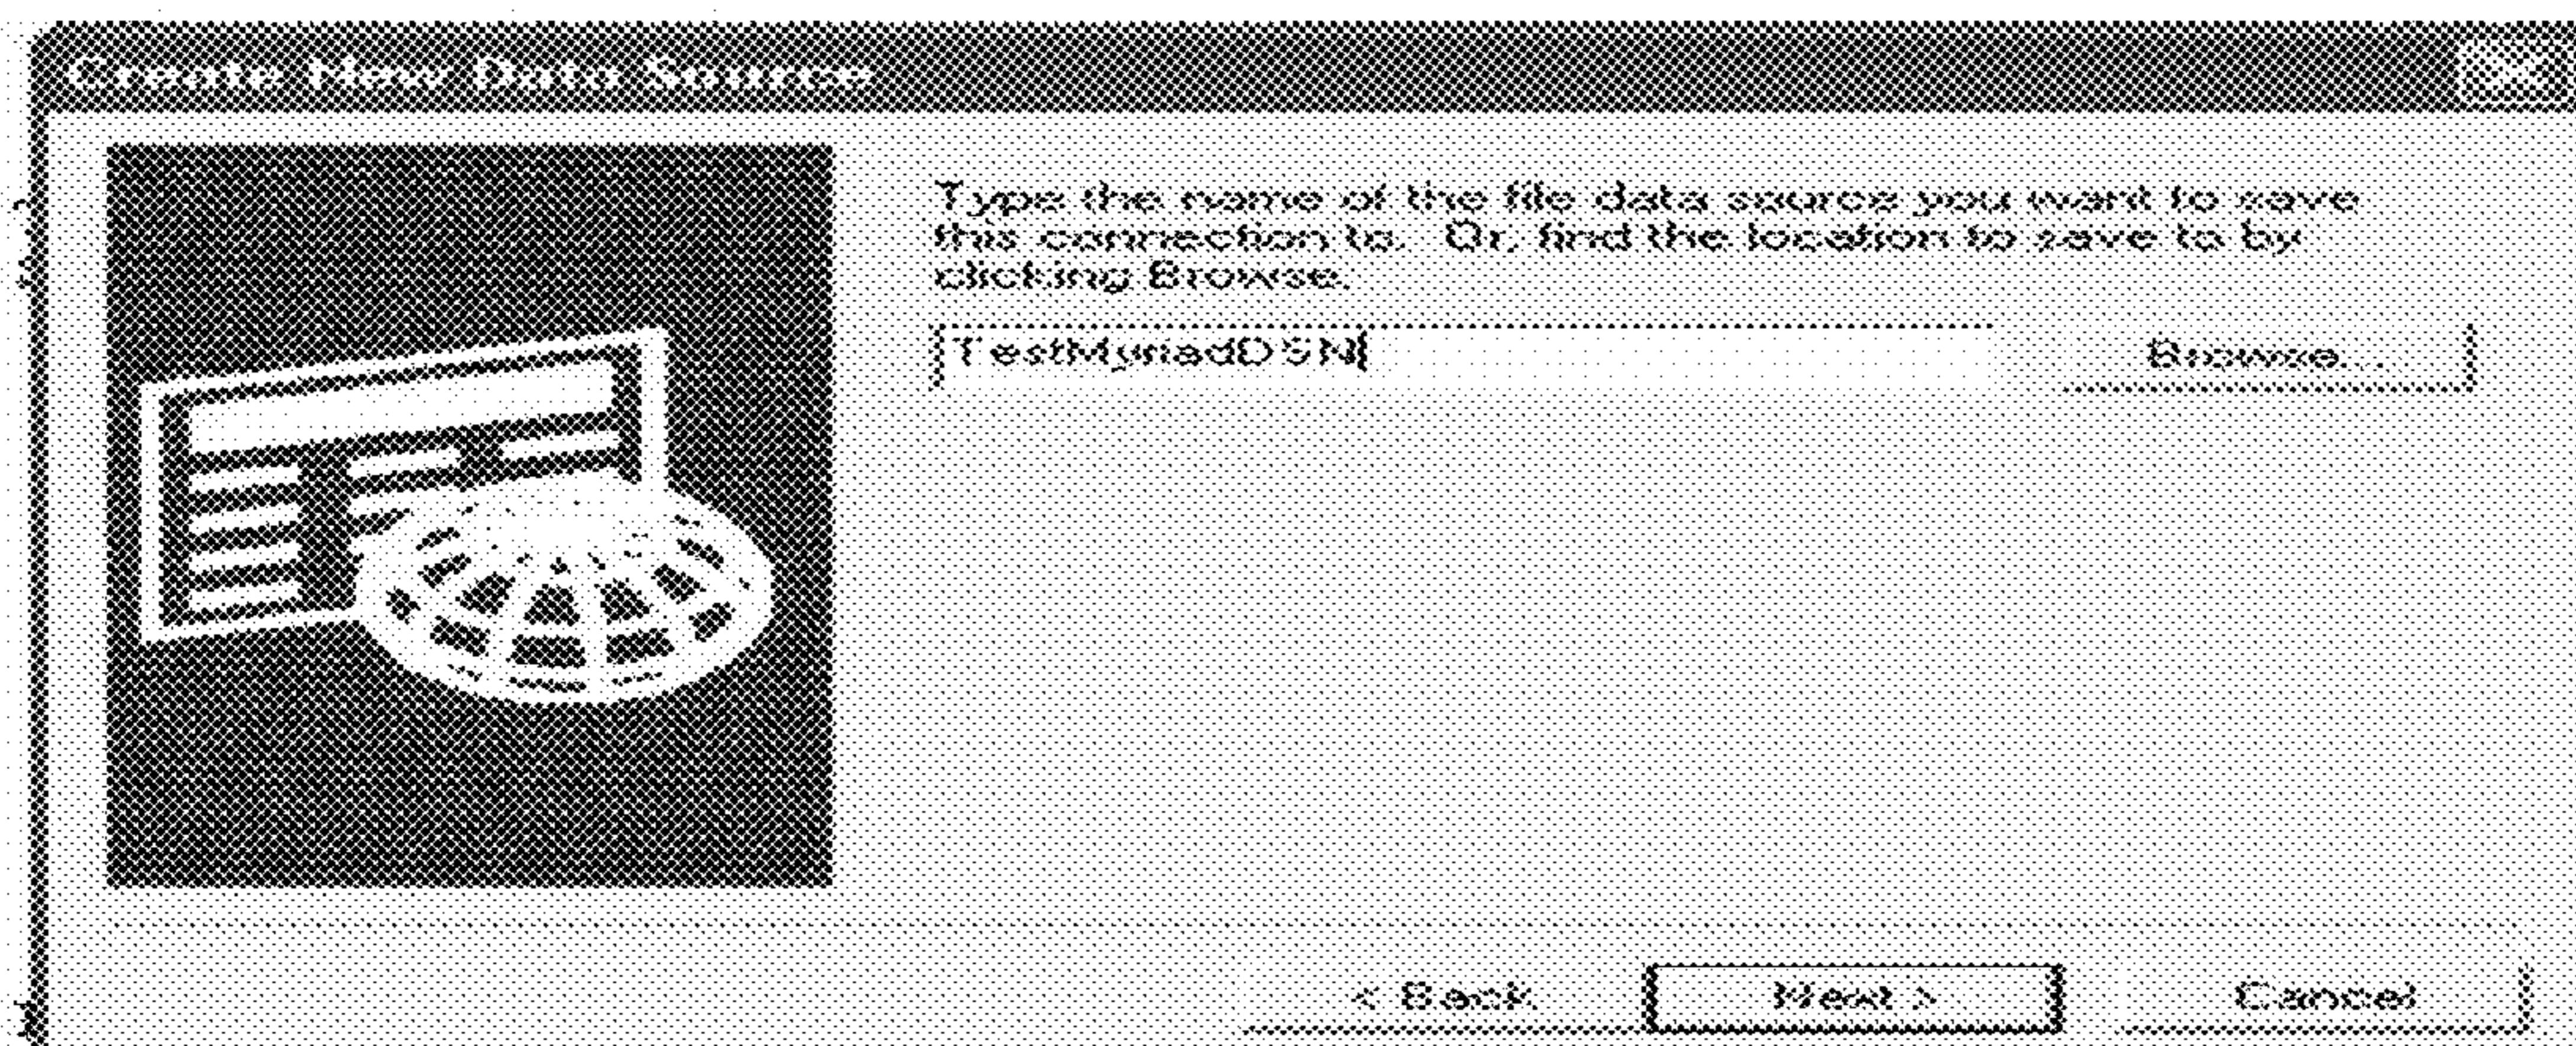 Create New Data Source
Type the name of the file data source you want to save
this connection to.  Or, find the location to save to by
clicking Browse.
TestMyriadDSN
Browse...
< Back
Next >
Cancel